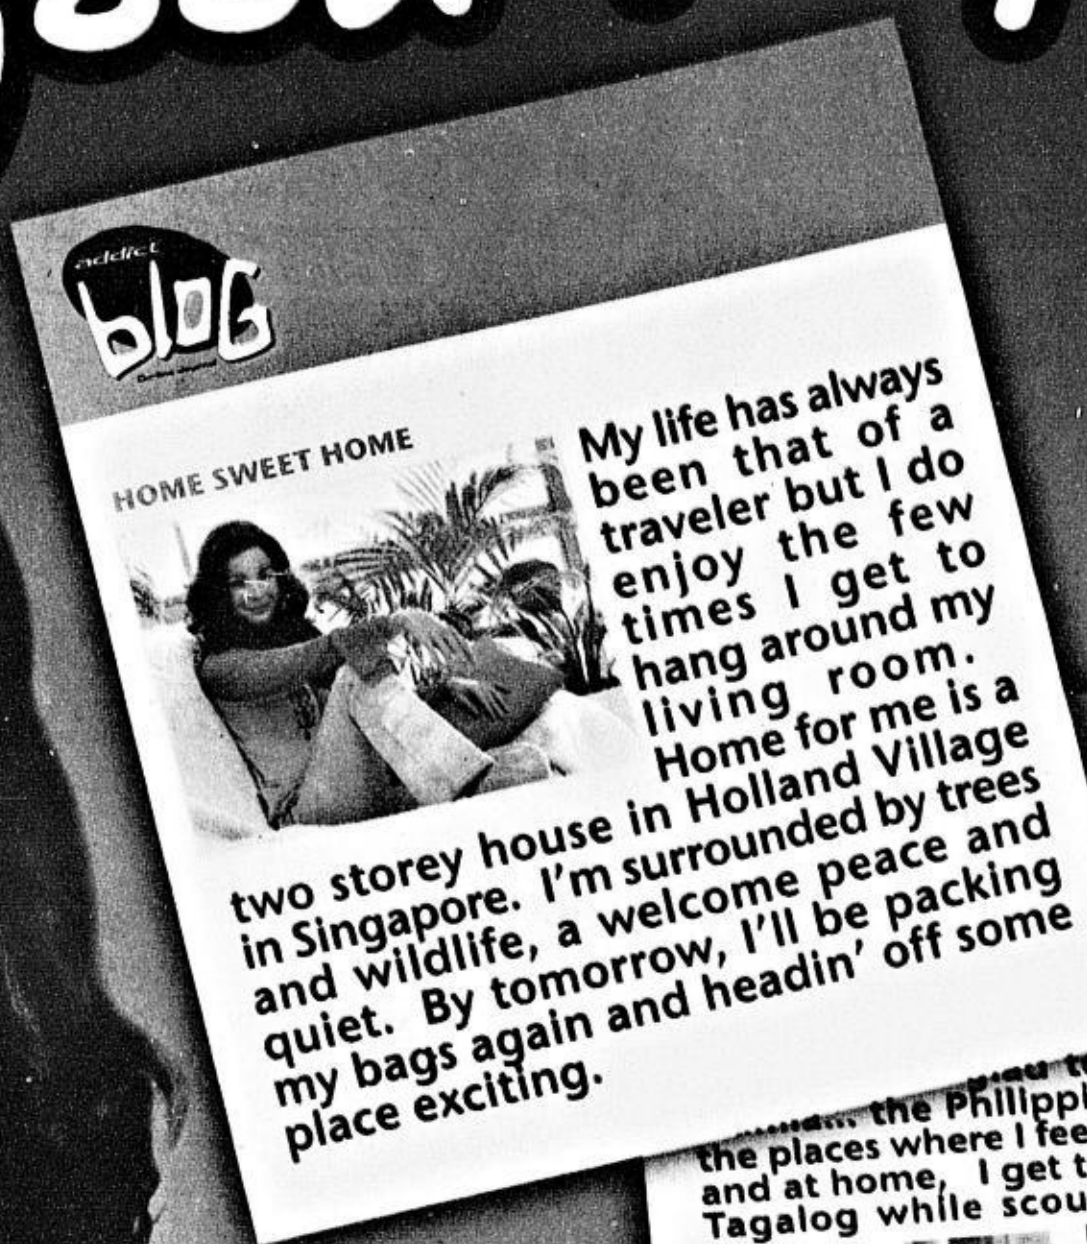 addict
blog
HOME SWEET HOME
My life has always
been that of a
traveler but I do
enjoy the few
times I get to
hang around my
living room.
Home for me is a
two storey house in Holland Village
in Singapore. I'm surrounded by trees
and wildlife, a welcome peace and
quiet. By tomorrow, I'll be packing
my bags again and headin' off some
place exciting.
the Philippi
the places where I fee
and at home, I get t
Tagalog while scou